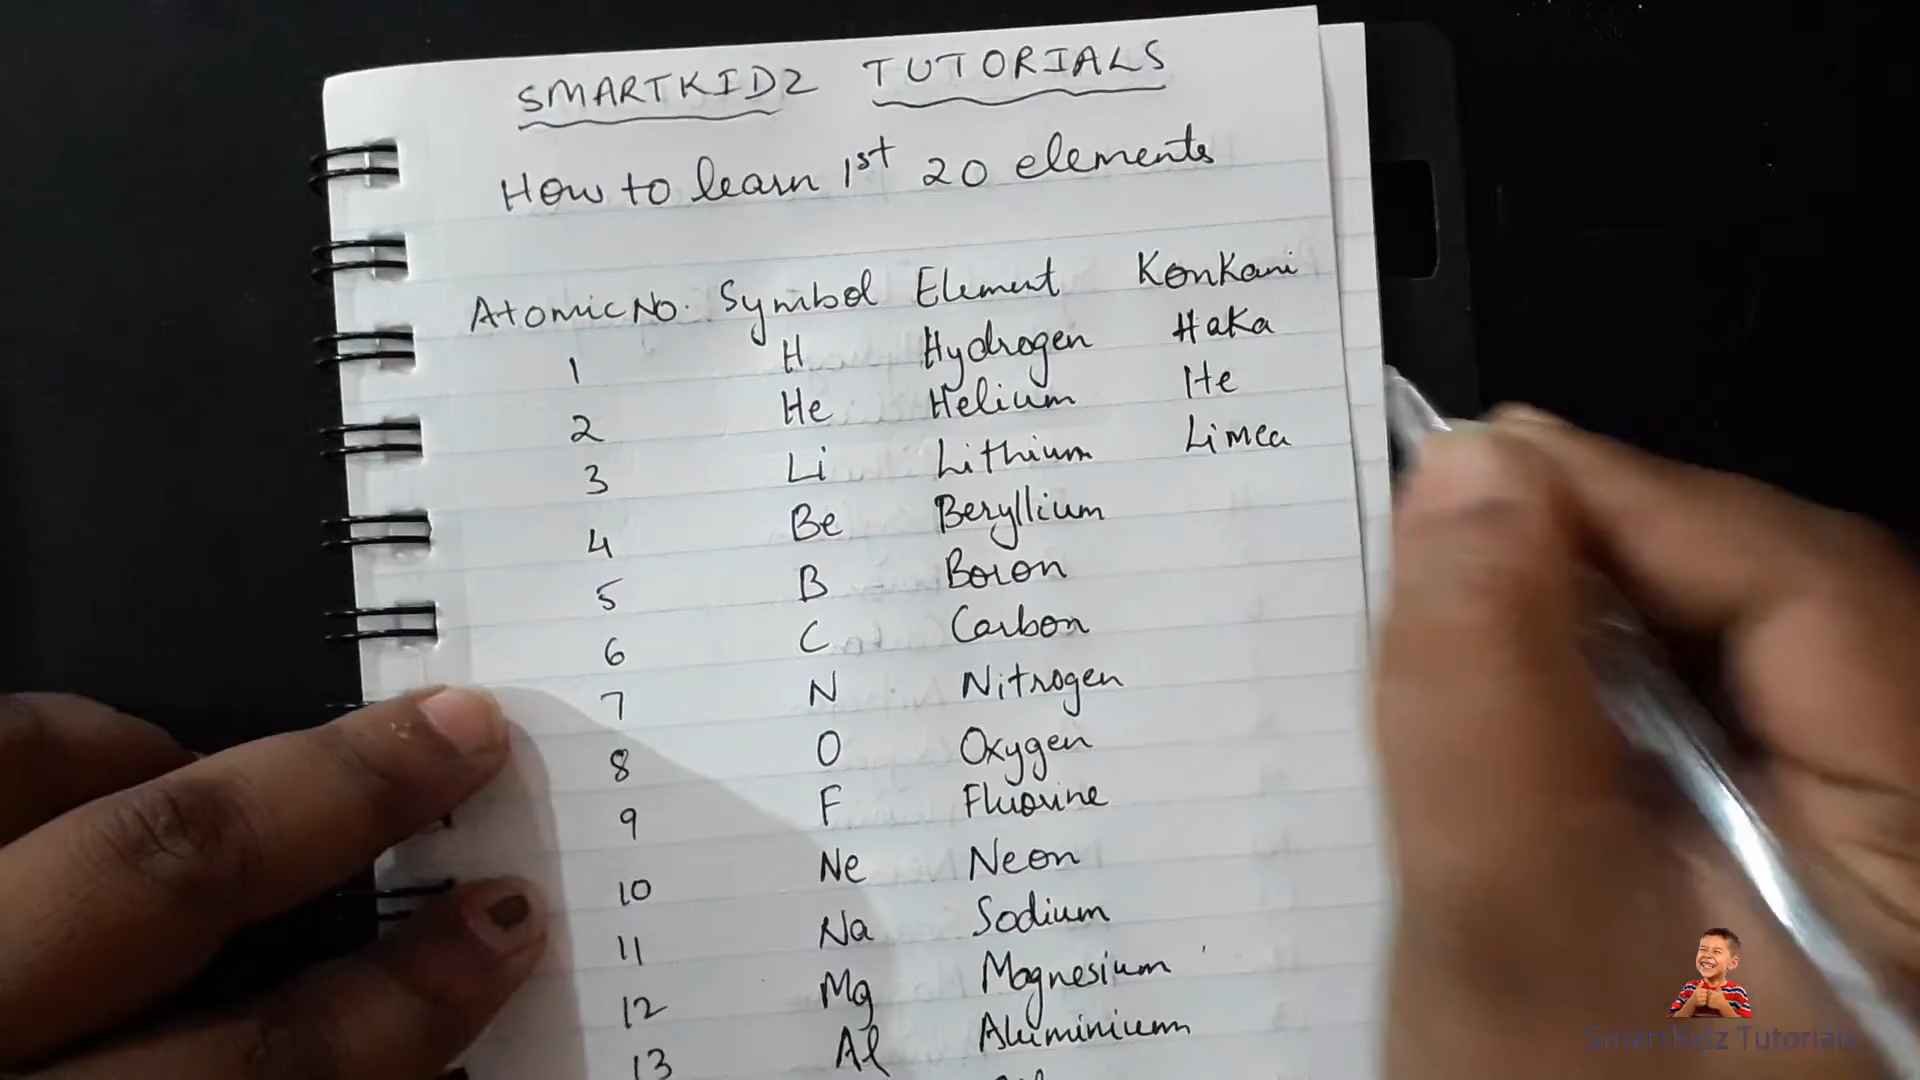 SMARTKIDZ TUTORIALS
How to learn 1st 20 elements
Atomic No. Symbol Element Konkani
1 H Hydrogen Haka
2 He Helium He
3 Li Lithium Limca
4 Be Beryllium
5 B Boron
6 C Carbon
7 N Nitrogen
8 O Oxygen
9 F Fluorine
10 Ne Neon
11 Na Sodium
12 Mg Magnesium
13 Al Aluminium
Smartkidz Tutorials